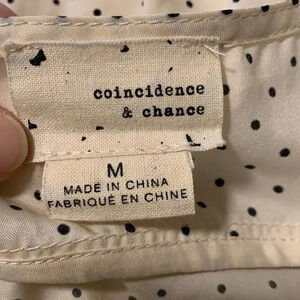 coincidence
& chance
M
MADE IN CHINA
FABRIQUÉ EN CHINE